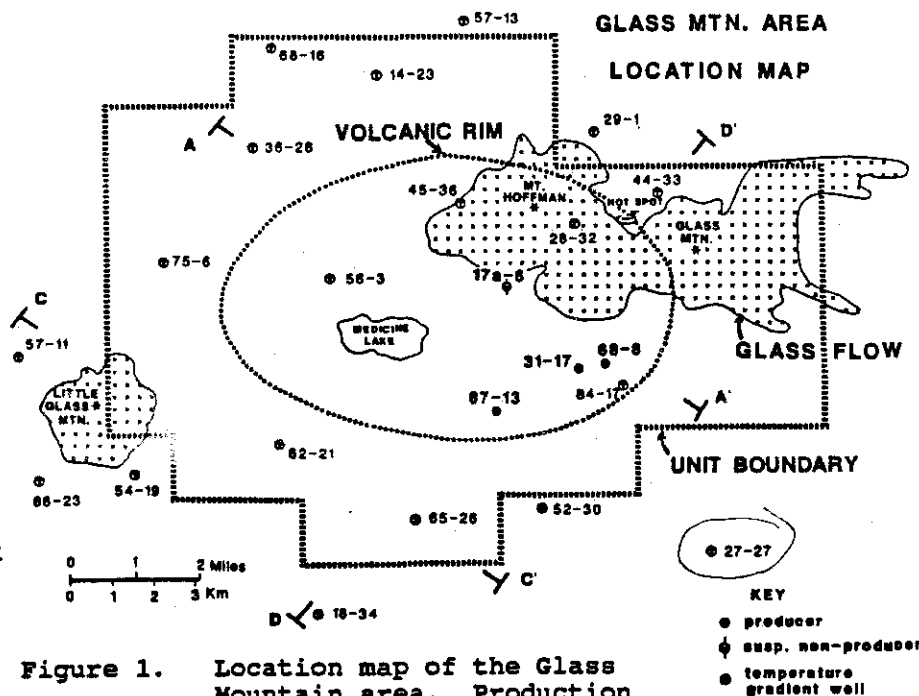 57-13
GLASS MTN. AREA
LOCATION MAP
68-16
14-23
29-1
D'
A
VOLCANIC RIM
36-28
45-36
MT.
HOFFMAN
*
44-33
HOT SPOT
28-32
GLASS
MTN.
*
75-6
56-3
17a-6
C
57-11
MEDICINE
LAKE
GLASS FLOW
31-17
68-8
LITTLE
GLASS *
MTN.
84-17
87-13
A'
62-21
UNIT BOUNDARY
86-23
54-19
65-26
52-30
27-27
0 1 2 Miles
0 1 2 3 Km
C'
D
18-34
KEY
producer
susp. non-producer
temperature
gradient well
Figure 1. Location map of the Glass
Mountain area. Production